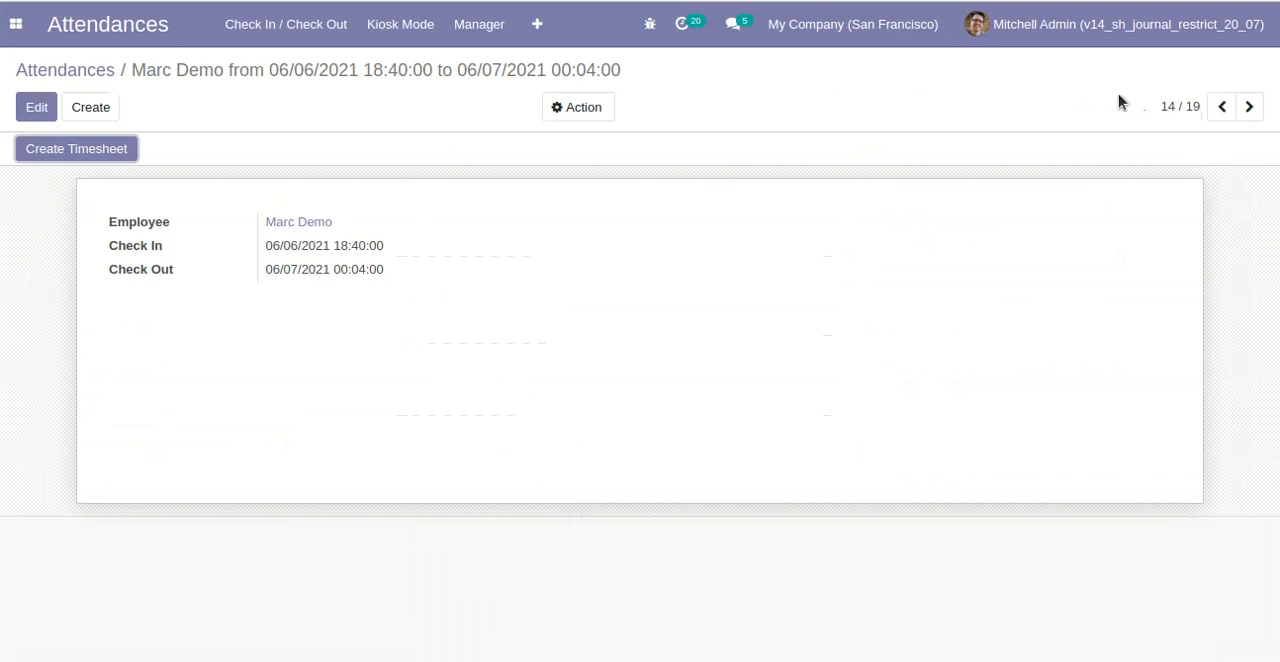 Attendances Check In / Check Out Kiosk Mode Manager 20 5 My Company (San Francisco) Mitchell Admin (v14_sh_journal_restrict_20_07)
Attendances / Marc Demo from 06/06/2021 18:40:00 to 06/07/2021 00:04:00
Edit Create Action 14 / 19
Create Timesheet
Employee Marc Demo
Check In 06/06/2021 18:40:00
Check Out 06/07/2021 00:04:00